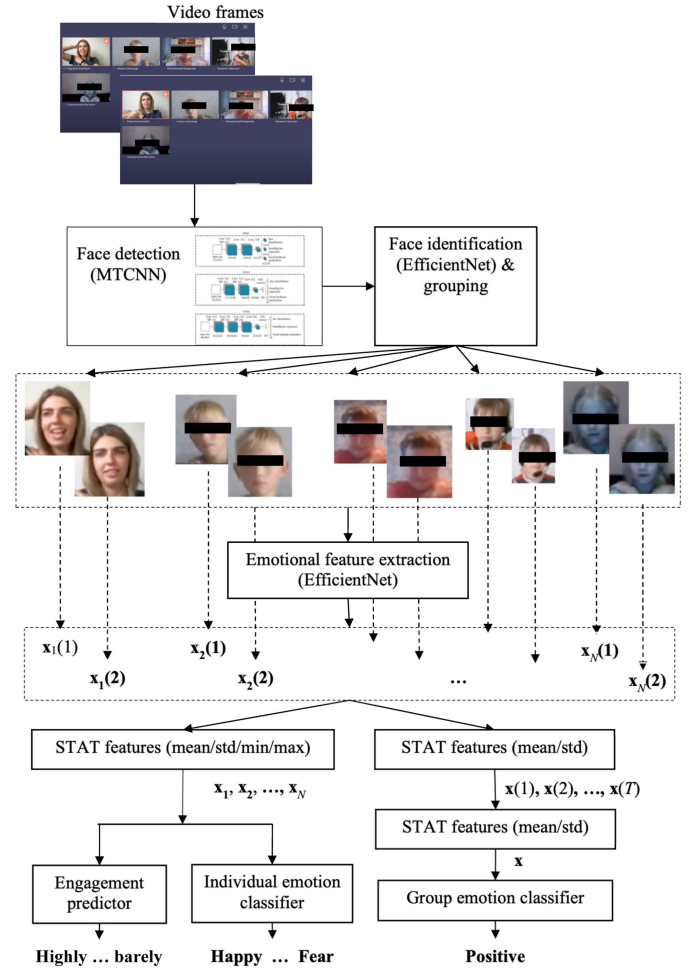 Video frames
Face detection
(MTCNN)
Face identification
(EfficientNet) &
grouping
Emotional feature extraction
(EfficientNet)
x1(1)
x2(1)
xN(1)
x1(2)
x2(2)
...
xN(2)
STAT features (mean/std/min/max)
STAT features (mean/std)
x1, x2, ..., xN
x(1), x(2), ..., x(T)
STAT features (mean/std)
x
Engagement
predictor
Individual emotion
classifier
Group emotion classifier
Highly ... barely
Happy ... Fear
Positive